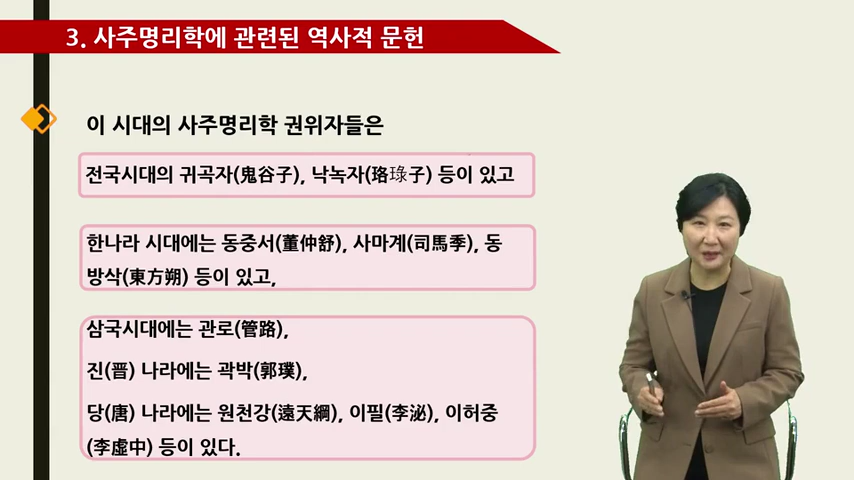 3. 사주명리학에 관련된 역사적 문헌
이 시대의 사주명리학 권위자들은
전국시대의 귀곡자(鬼谷子), 낙녹자(珞琭子) 등이 있고
한나라 시대에는 동중서(董仲舒), 사마계(司馬季), 동
방삭(東方朔) 등이 있고,
삼국시대에는 관로(管路),
진(晋) 나라에는 곽박(郭璞),
당(唐) 나라에는 원천강(遠天綱), 이필(李泌), 이허중
(李虛中) 등이 있다.